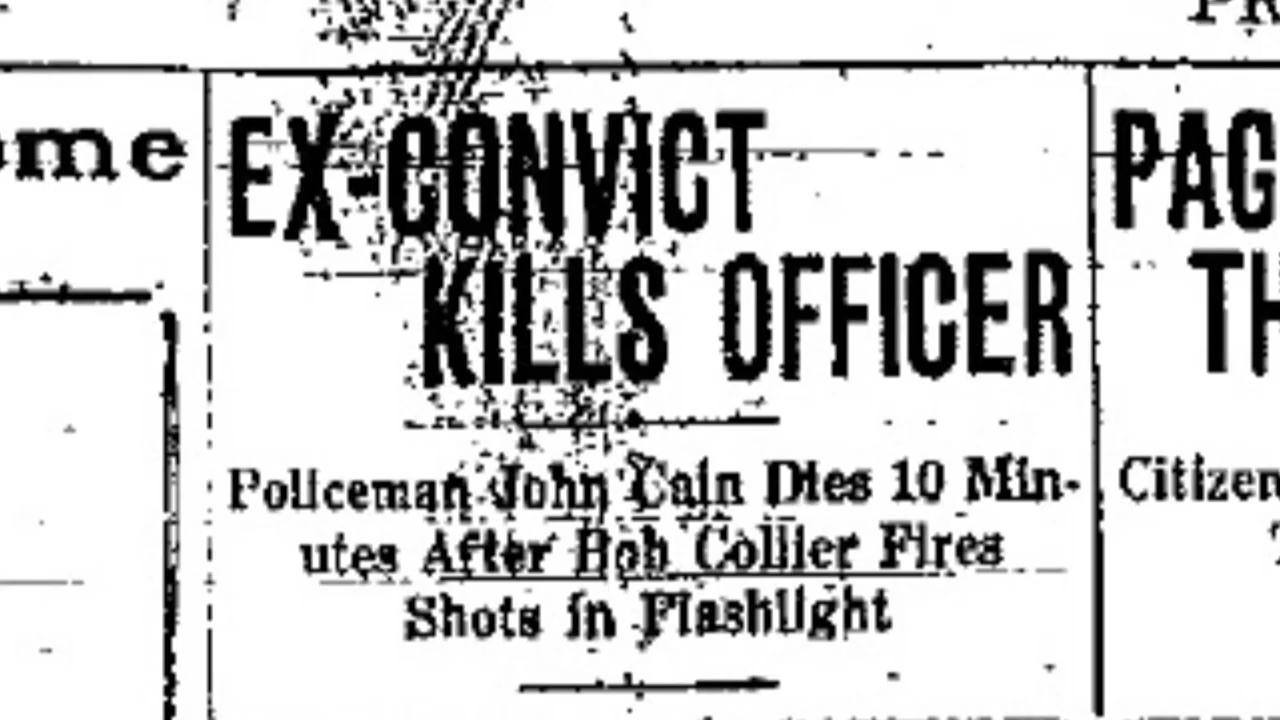 ome
EX-CONVICT
KILLS OFFICER
Policeman John Cain Dies 10 Min-
utes After Bob Collier Fires
Shots in Flashlight
PAG
TH
Citizen